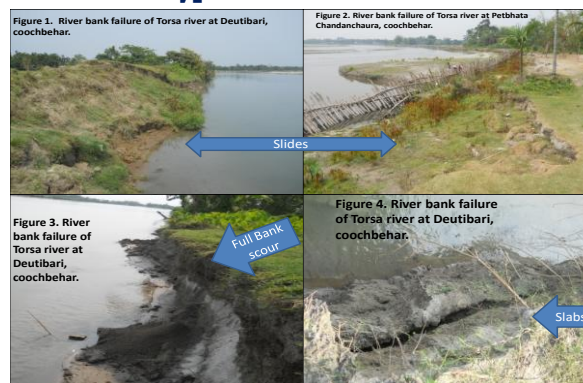 Figure 1. River bank failure of Torsa river at Deutibari,
coochbehar.
Figure 2. River bank failure of Torsa river at Petbhata
Chandanchaura, coochbehar.
Slides
Figure 3. River
bank failure of
Torsa river at
Deutibari,
coochbehar.
Full Bank
scour
Figure 4. River bank failure
of Torsa river at Deutibari,
coochbehar.
Slabs